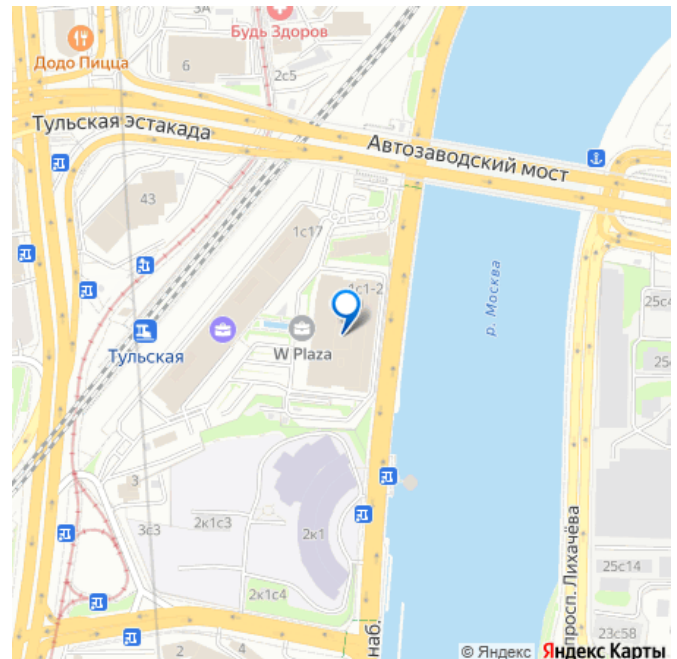 3А
Будь Здоров
Додо Пицца
6
2с5
Тульская эстакада
Автозаводский мост
43
1с17
1с1-2
р. Москва
25с4
Тульская
W Plaza
25
3
2к1с3
3с3
2к1
просп. Лихачёва
25с14
2к1с4
наб.
23с58
2
4
© Яндекс Яндекс Карты